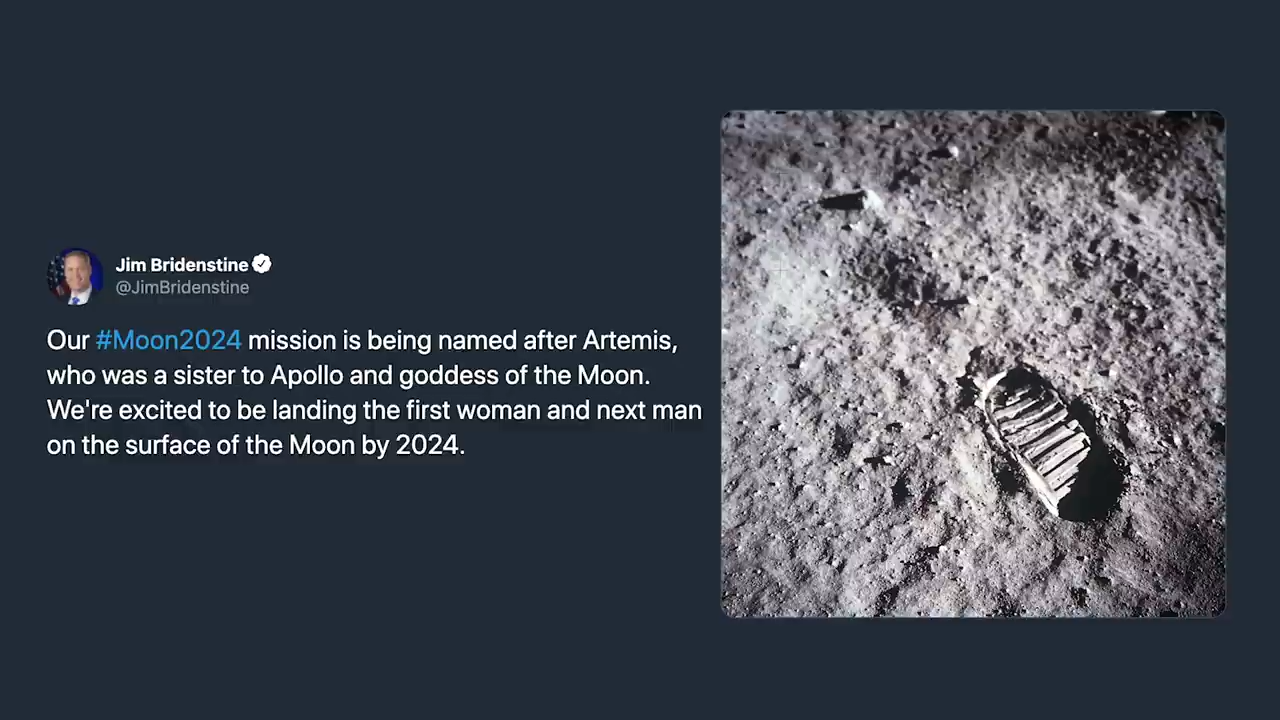 Jim Bridenstine
@JimBridenstine
Our #Moon2024 mission is being named after Artemis,
who was a sister to Apollo and goddess of the Moon.
We're excited to be landing the first woman and next man
on the surface of the Moon by 2024.